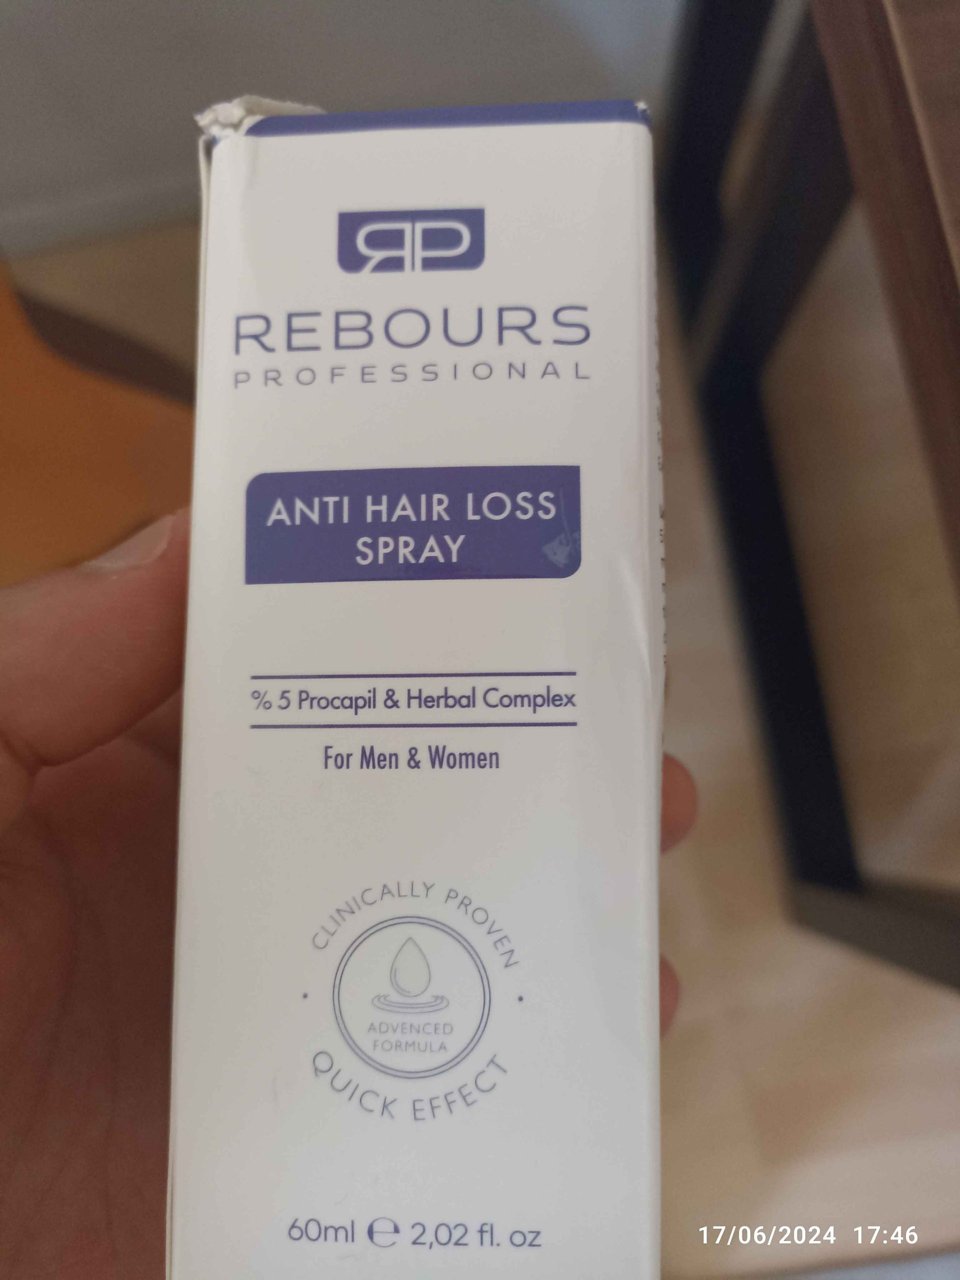 RP
REBOURS
PROFESSIONAL
ANTI HAIR LOSS
SPRAY
% 5 Procapil & Herbal Complex
For Men & Women
CLINICALLY PROVEN
ADVENCED
FORMULA
QUICK EFFECT
60ml ℮ 2,02 fl. oz
17/06/2024 17:46